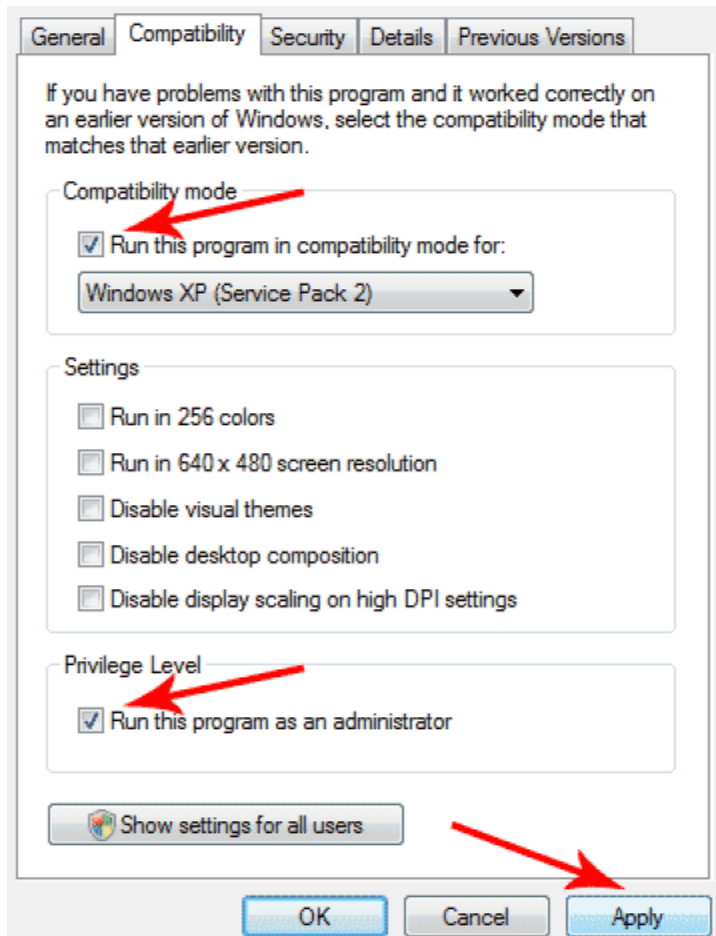 General Compatibility Security Details Previous Versions
If you have problems with this program and it worked correctly on
an earlier version of Windows, select the compatibility mode that
matches that earlier version.
Compatibility mode
Run this program in compatibility mode for:
Windows XP (Service Pack 2)
Settings
Run in 256 colors
Run in 640 x 480 screen resolution
Disable visual themes
Disable desktop composition
Disable display scaling on high DPI settings
Privilege Level
Run this program as an administrator
Show settings for all users
OK Cancel Apply